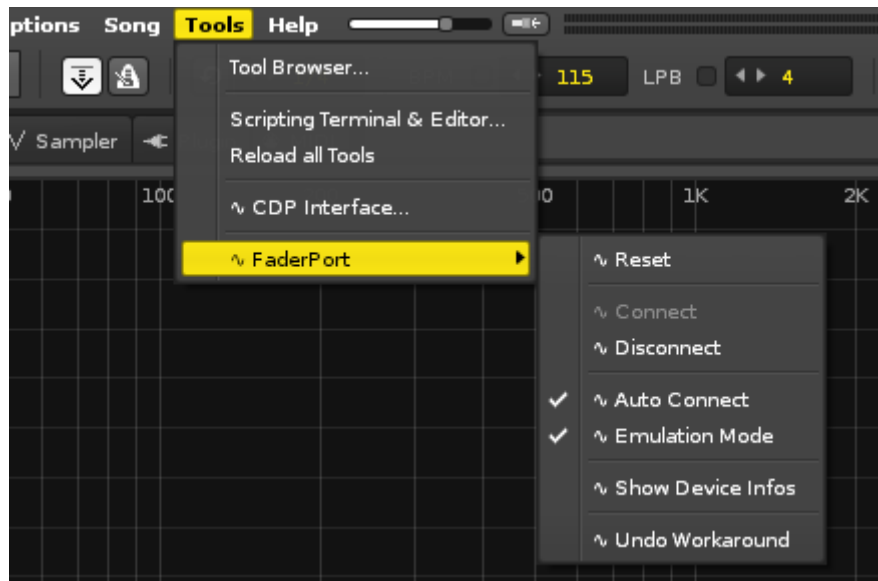 ptions Song Tools Help
Tool Browser...
115 LPB 4
Scripting Terminal & Editor...
Sampler
Reload all Tools
100 00 1K 2K
CDP Interface...
FaderPort
Reset
Connect
Disconnect
Auto Connect
Emulation Mode
Show Device Infos
Undo Workaround